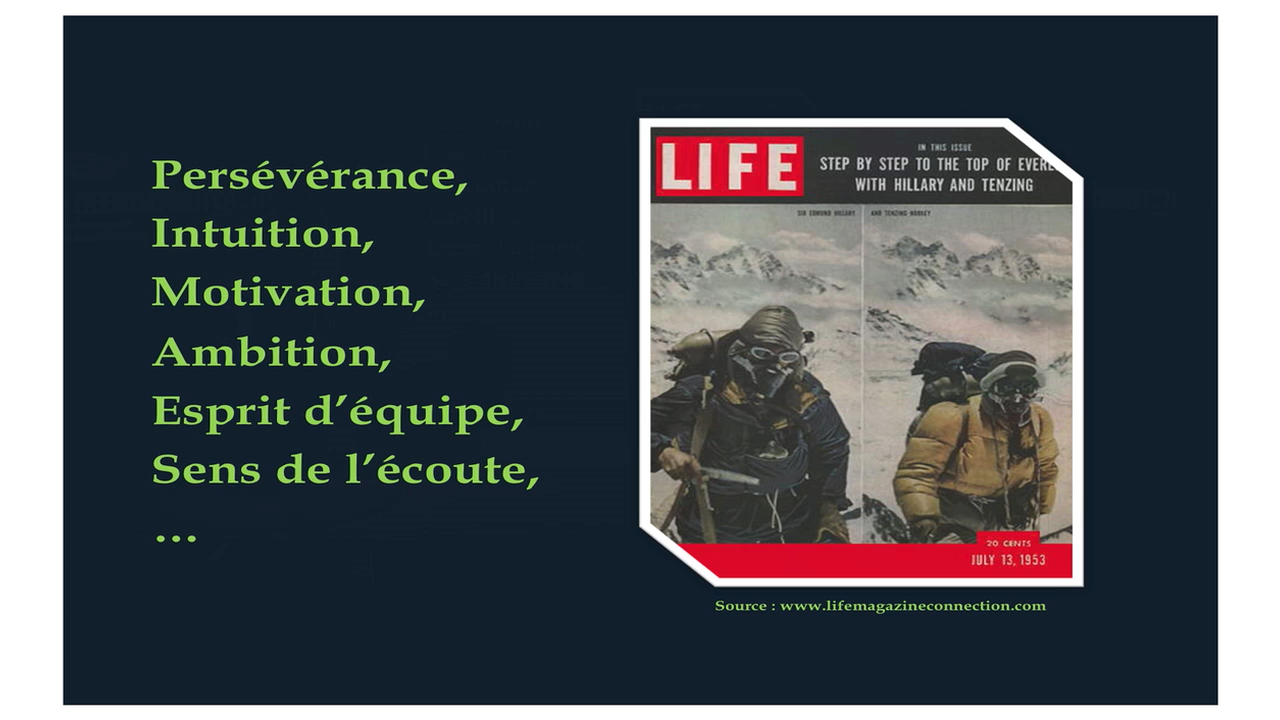 Persévérance,
Intuition,
Motivation,
Ambition,
Esprit d’équipe,
Sens de l’écoute,
...
LIFE
IN THIS ISSUE
STEP BY STEP TO THE TOP OF
WITH HILLARY AND TENZING
SIR EDMUND HILLARY
AND TENZING NORKEY
20 CENTS
JULY 13, 1953
Source : www.lifemagazineconnection.com